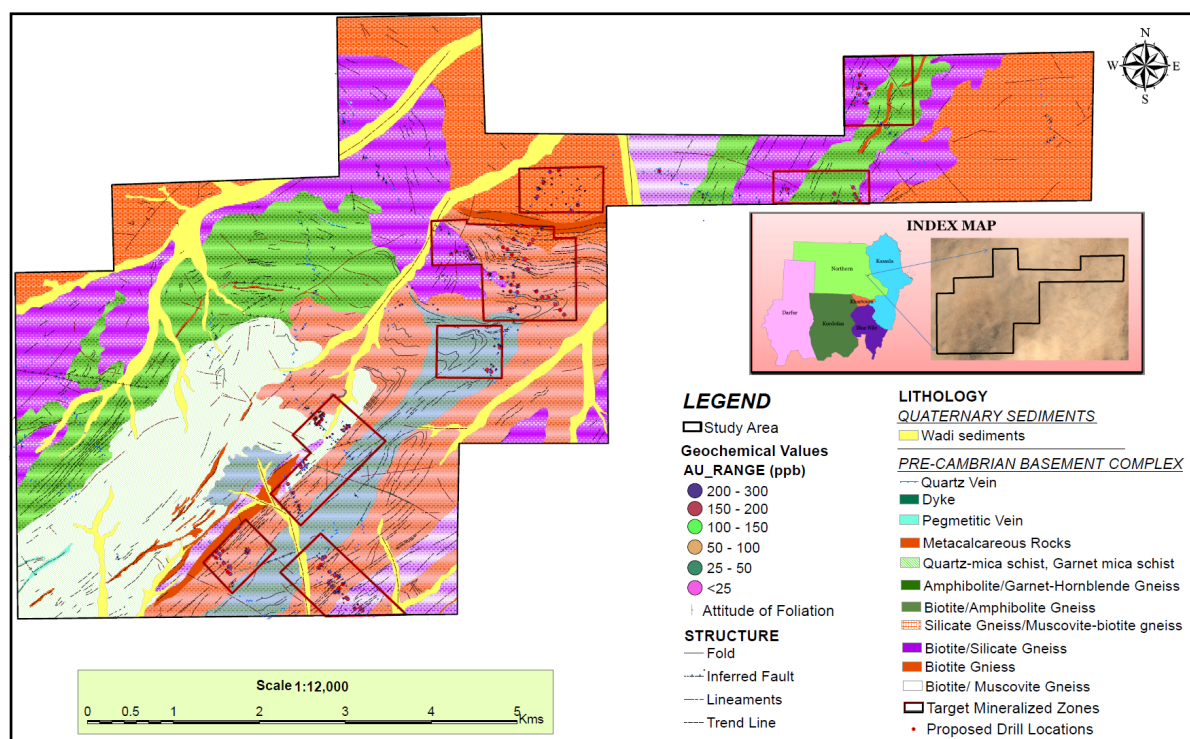 N
W E
S
INDEX MAP
Northern
Kassala
Khartoum
Darfur
Kordofan
Blue Nile
LEGEND
Study Area
Geochemical Values
AU_RANGE (ppb)
200 - 300
150 - 200
100 - 150
50 - 100
25 - 50
<25
Attitude of Foliation
STRUCTURE
Fold
Inferred Fault
Lineaments
Trend Line
LITHOLOGY
QUATERNARY SEDIMENTS
Wadi sediments
PRE-CAMBRIAN BASEMENT COMPLEX
Quartz Vein
Dyke
Pegmetitic Vein
Metacalcareous Rocks
Quartz-mica schist, Garnet mica schist
Amphibolite/Garnet-Hornblende Gneiss
Biotite/Amphibolite Gneiss
Silicate Gneiss/Muscovite-biotite gneiss
Biotite/Silicate Gneiss
Biotite Gniess
Biotite/ Muscovite Gneiss
Target Mineralized Zones
Proposed Drill Locations
Scale 1:12,000
0 0.5 1 2 3 4 5
Kms